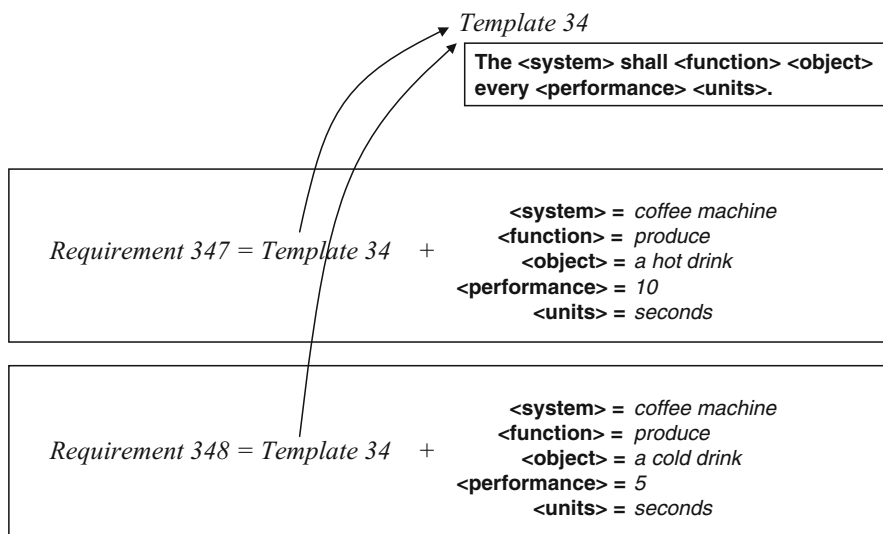 Template 34
The <system> shall <function> <object>
every <performance> <units>.
Requirement 347 = Template 34 +
<system> = coffee machine
<function> = produce
<object> = a hot drink
<performance> = 10
<units> = seconds
Requirement 348 = Template 34 +
<system> = coffee machine
<function> = produce
<object> = a cold drink
<performance> = 5
<units> = seconds